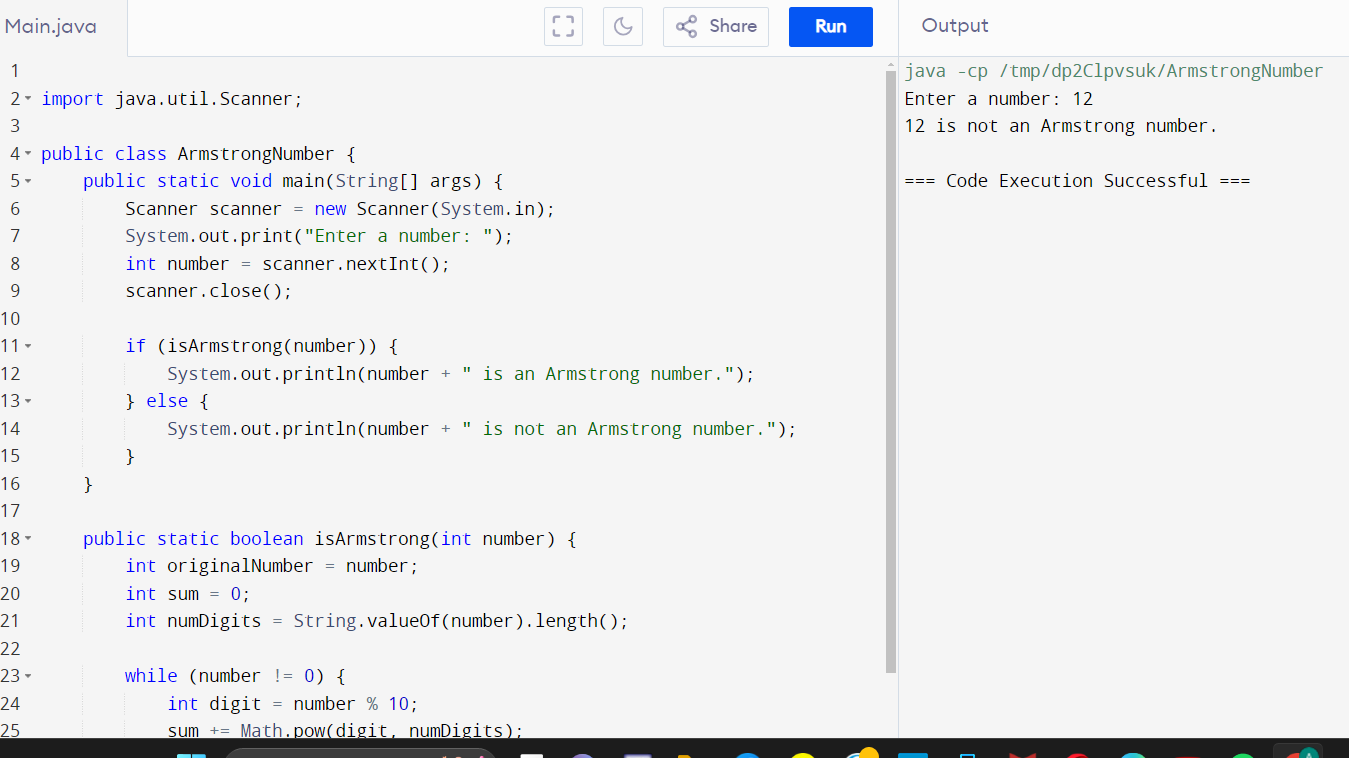 Main.java
Share
Run
Output
1
2 import java.util.Scanner;
3
4 public class ArmstrongNumber {
5     public static void main(String[] args) {
6         Scanner scanner = new Scanner(System.in);
7         System.out.print("Enter a number: ");
8         int number = scanner.nextInt();
9         scanner.close();
10
11         if (isArmstrong(number)) {
12             System.out.println(number + " is an Armstrong number.");
13         } else {
14             System.out.println(number + " is not an Armstrong number.");
15         }
16     }
17
18     public static boolean isArmstrong(int number) {
19         int originalNumber = number;
20         int sum = 0;
21         int numDigits = String.valueOf(number).length();
22
23         while (number != 0) {
24             int digit = number % 10;
25             sum += Math.pow(digit, numDigits);
java -cp /tmp/dp2Clpvsuk/ArmstrongNumber
Enter a number: 12
12 is not an Armstrong number.
=== Code Execution Successful ===